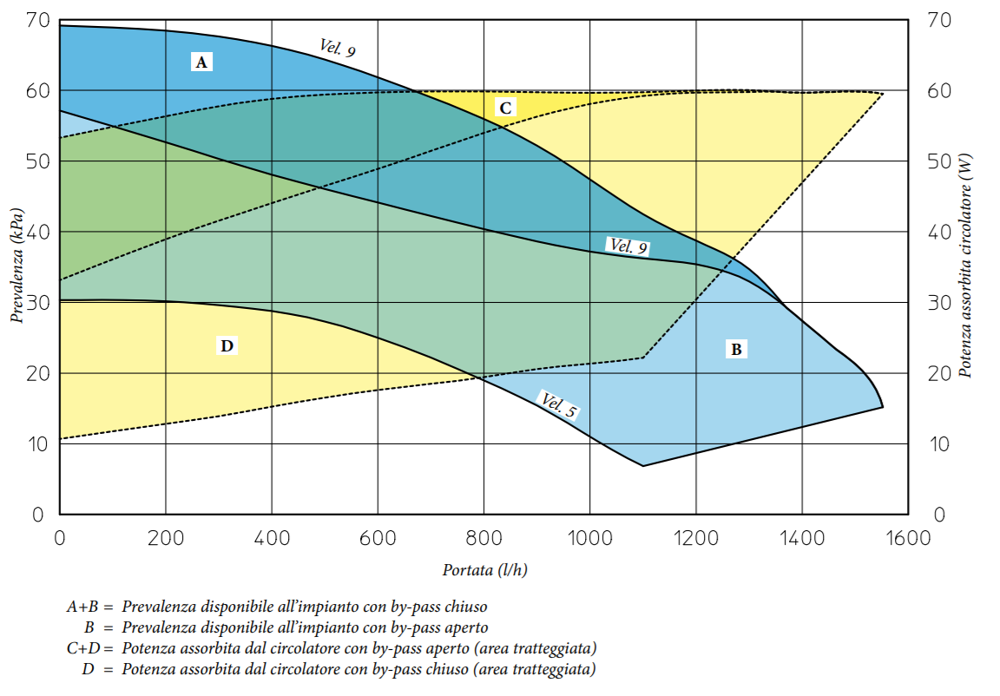 70
60
50
40
30
20
10
0
70
60
50
40
30
20
10
0
Prevalenza (kPa)
Potenza assorbita circolatore (W)
A
Vel. 9
C
Vel. 9
D
B
Vel. 5
0 200 400 600 800 1000 1200 1400 1600
Portata (l/h)
A+B = Prevalenza disponibile all'impianto con by-pass chiuso
B = Prevalenza disponibile all'impianto con by-pass aperto
C+D = Potenza assorbita dal circolatore con by-pass aperto (area tratteggiata)
D = Potenza assorbita dal circolatore con by-pass chiuso (area tratteggiata)